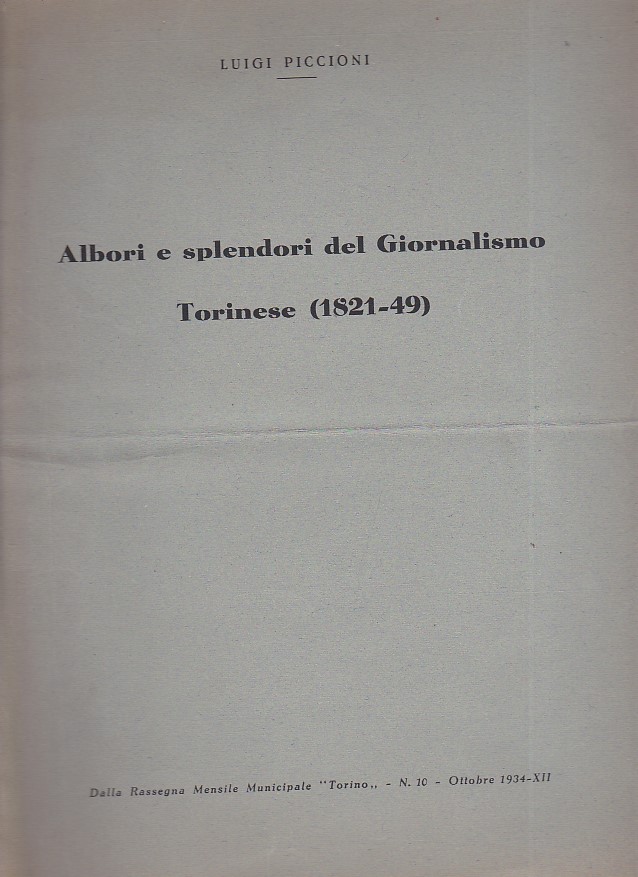 LUIGI PICCIONI
Albori e splendori del Giornalismo
Torinese (1821-49)
Dalla Rassegna Mensile Municipale "Torino„ - N. 10 - Ottobre 1934-XII